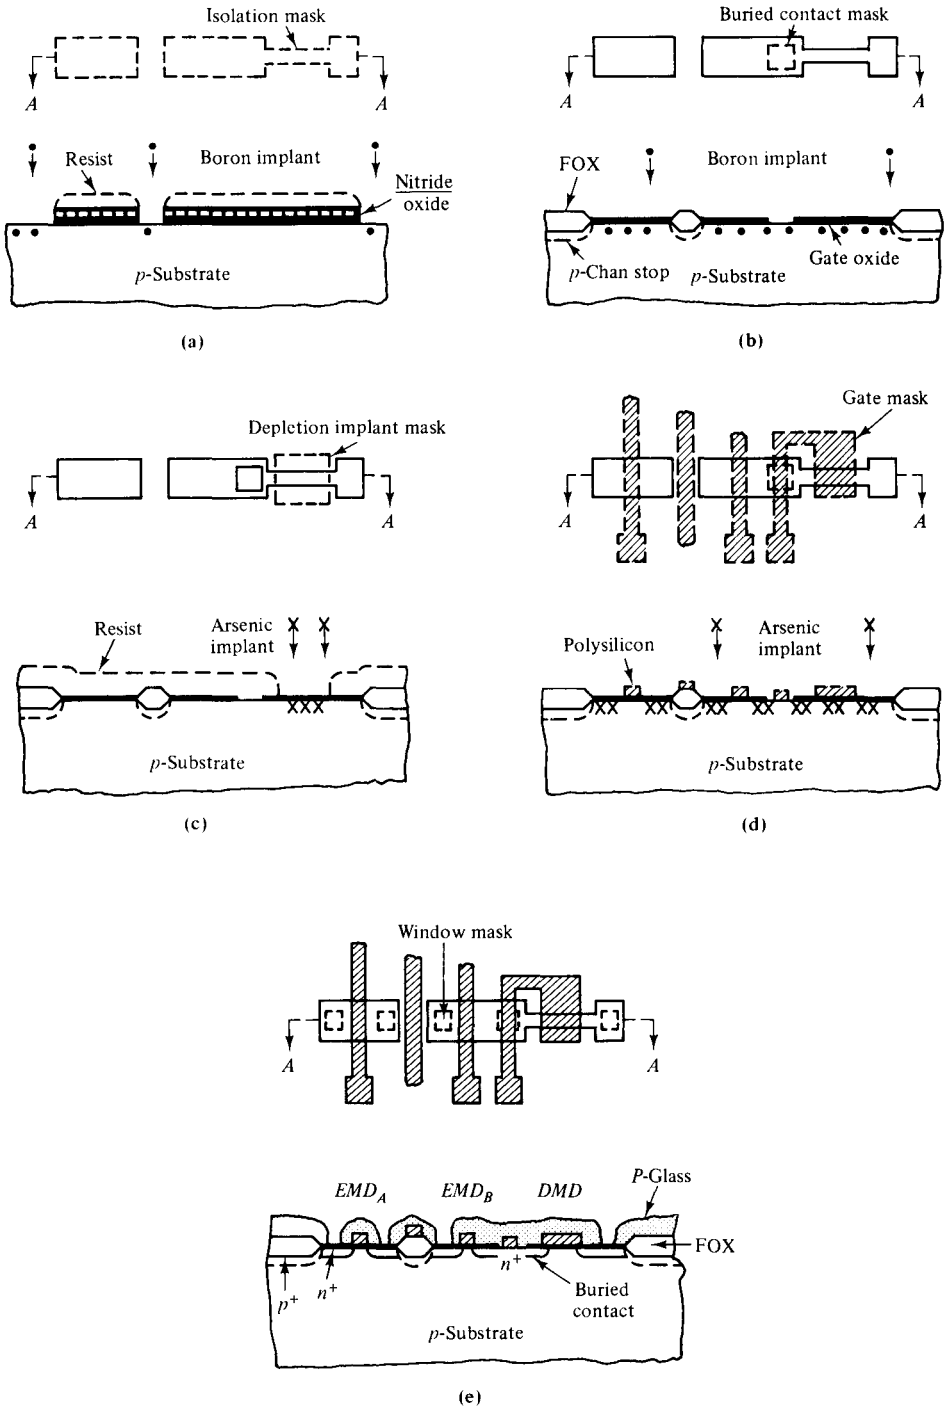 Isolation mask
A
A
Resist
Boron implant
Nitride
oxide
p-Substrate
(a)
Buried contact mask
A
A
FOX
Boron implant
p-Chan stop
p-Substrate
Gate oxide
(b)
Depletion implant mask
A
A
Resist
Arsenic
implant
p-Substrate
(c)
Gate mask
A
A
Polysilicon
Arsenic
implant
p-Substrate
(d)
Window mask
A
A
EMD_A
EMD_B
DMD
P-Glass
FOX
p+
n+
n+
Buried
contact
p-Substrate
(e)